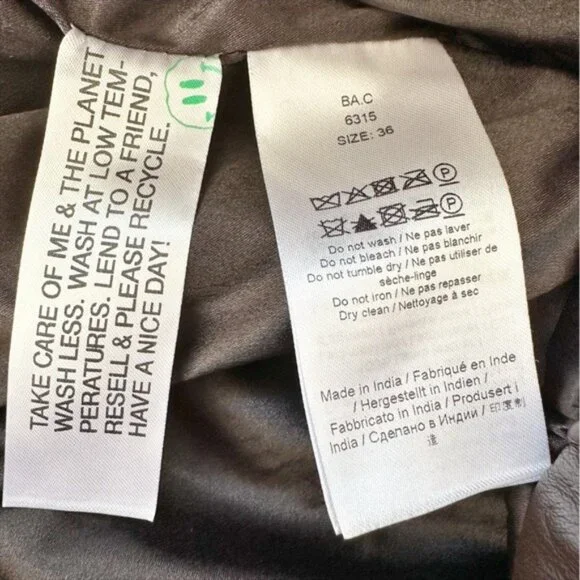 TAKE CARE OF ME & THE PLANET
WASH LESS. WASH AT LOW TEM-
PERATURES. LEND TO A FRIEND,
RESELL & PLEASE RECYCLE.
HAVE A NICE DAY!
BA.C
6315
SIZE: 36
P
P
Do not wash / Ne pas laver
Do not bleach / Ne pas blanchir
Do not tumble dry / Ne pas utiliser de
sèche-linge
Do not iron / Ne pas repasser
Dry clean / Nettoyage à sec
Made in India / Fabriqué en Inde
/ Hergestellt in Indien /
Fabbricato in India / Produsert i
India / Сделано в Индии / 印度制
造